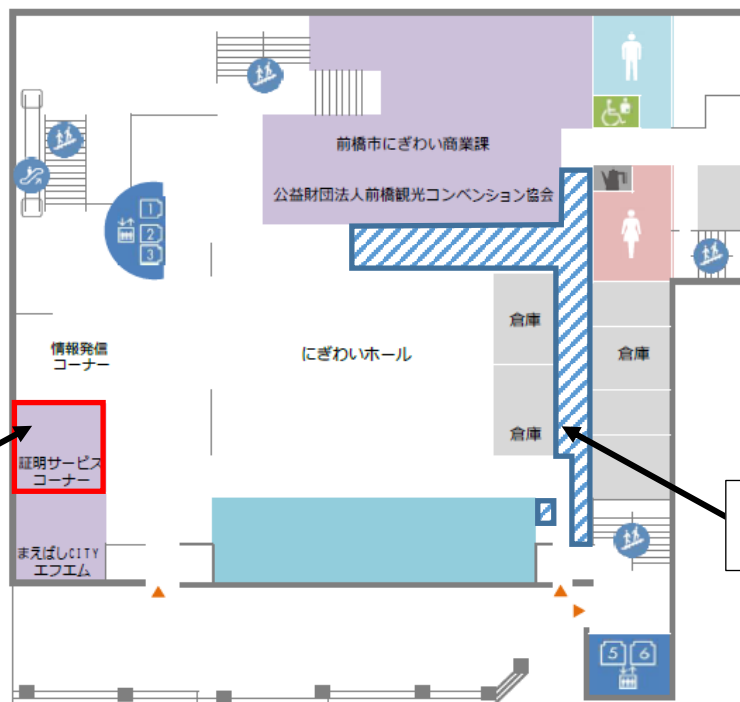 前橋市にぎわい商業課
公益財団法人前橋観光コンベンション協会
1
2
3
倉庫
情報発信
コーナー
にぎわいホール
倉庫
倉庫
証明サービス
コーナー
まえばしCITY
エフエム
5 6